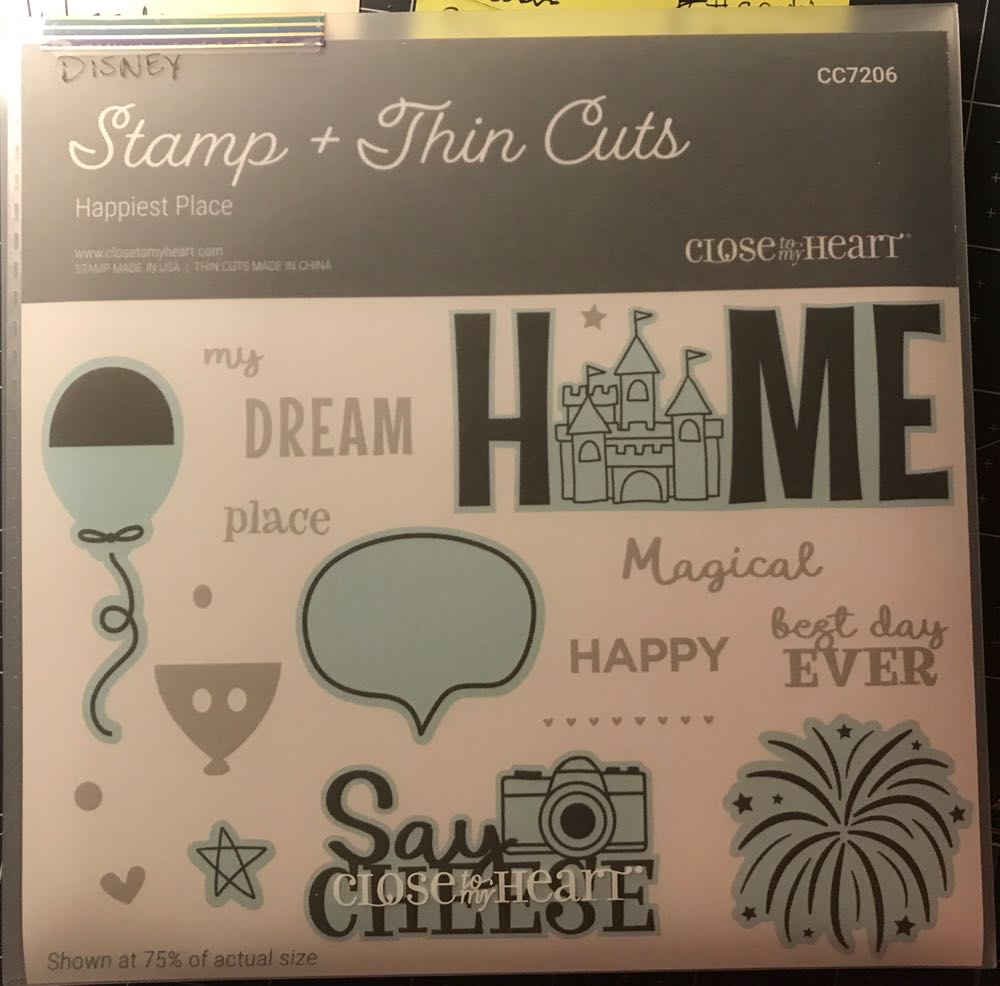 DISNEY
CC7206
Stamp + Thin Cuts
Happiest Place
www.closetomyheart.com
STAMP MADE IN USA | THIN CUTS MADE IN CHINA
CLOSE to my HEART®
my
DREAM
place
HOME
Magical
HAPPY
best day
EVER
Say
CHEESE
CLOSE to my HEART®
Shown at 75% of actual size